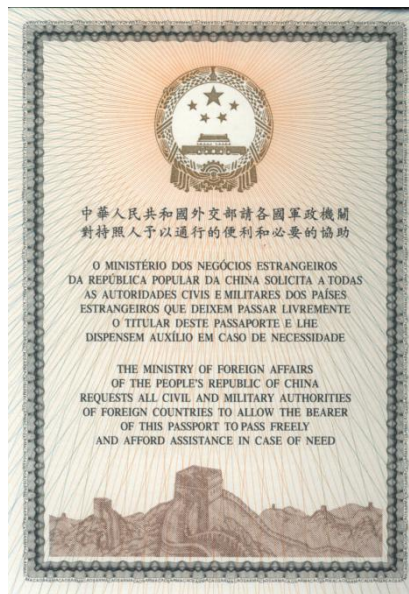 中華人民共和國外交部請各國軍政機關
對持照人予以通行的便利和必要的協助
O MINISTÉRIO DOS NEGÓCIOS ESTRANGEIROS
DA REPÚBLICA POPULAR DA CHINA SOLICITA A TODAS
AS AUTORIDADES CIVIS E MILITARES DOS PAÍSES
ESTRANGEIROS QUE DEIXEM PASSAR LIVREMENTE
O TITULAR DESTE PASSAPORTE E LHE
DISPENSEM AUXÍLIO EM CASO DE NECESSIDADE
THE MINISTRY OF FOREIGN AFFAIRS
OF THE PEOPLE'S REPUBLIC OF CHINA
REQUESTS ALL CIVIL AND MILITARY AUTHORITIES
OF FOREIGN COUNTRIES TO ALLOW THE BEARER
OF THIS PASSPORT TO PASS FREELY
AND AFFORD ASSISTANCE IN CASE OF NEED